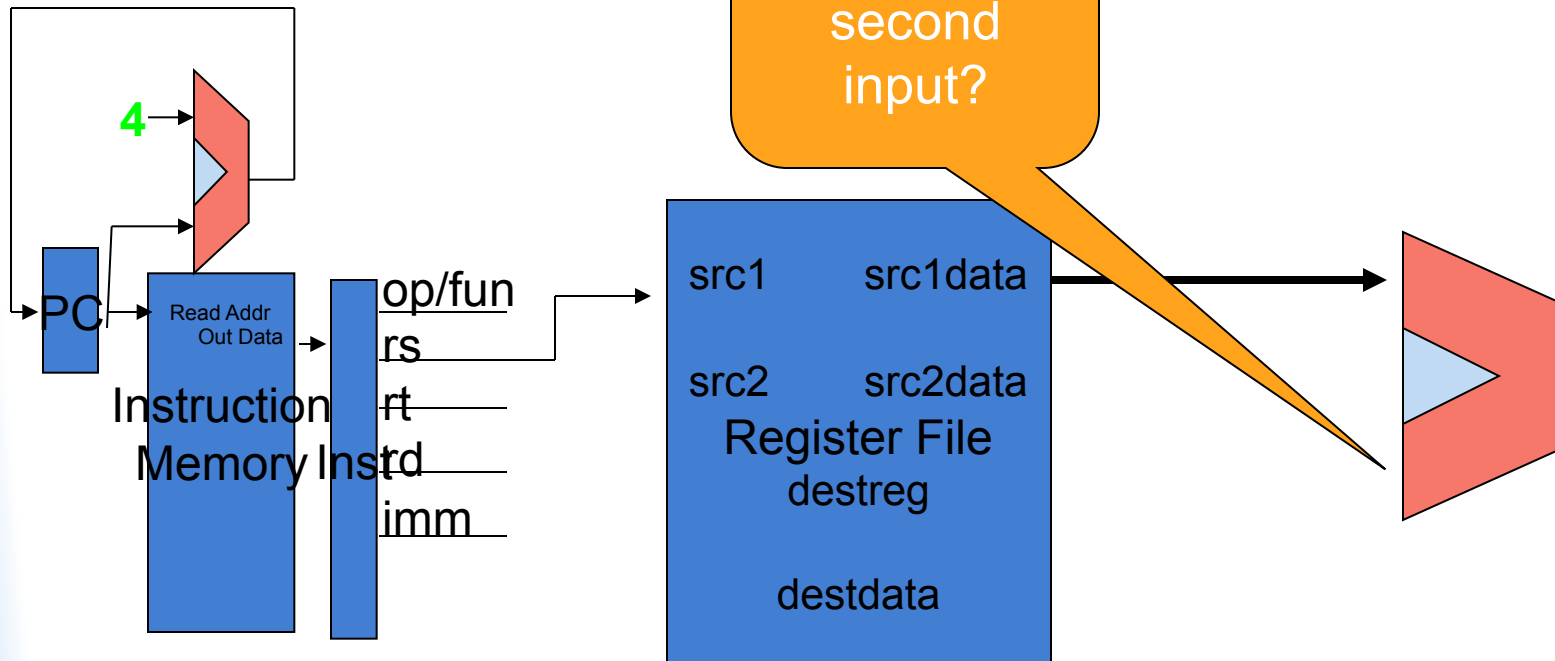 second
input?
4
PC
Read Addr
Out Data
Instruction
Memory
Inst
op/fun
rs
rt
rd
imm
src1 src1data
src2 src2data
Register File
destreg
destdata